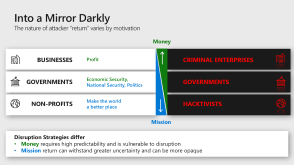 Into a Mirror Darkly
The nature of attacker "return" varies by motivation
Money
BUSINESSES Profit CRIMINAL ENTERPRISES
GOVERNMENTS Economic Security, National Security, Politics GOVERNMENTS
NON-PROFITS Make the world a better place HACKTIVISTS
Mission
Disruption Strategies differ
• Money requires high predictability and is vulnerable to disruption
• Mission return can withstand greater uncertainty and can be more opaque